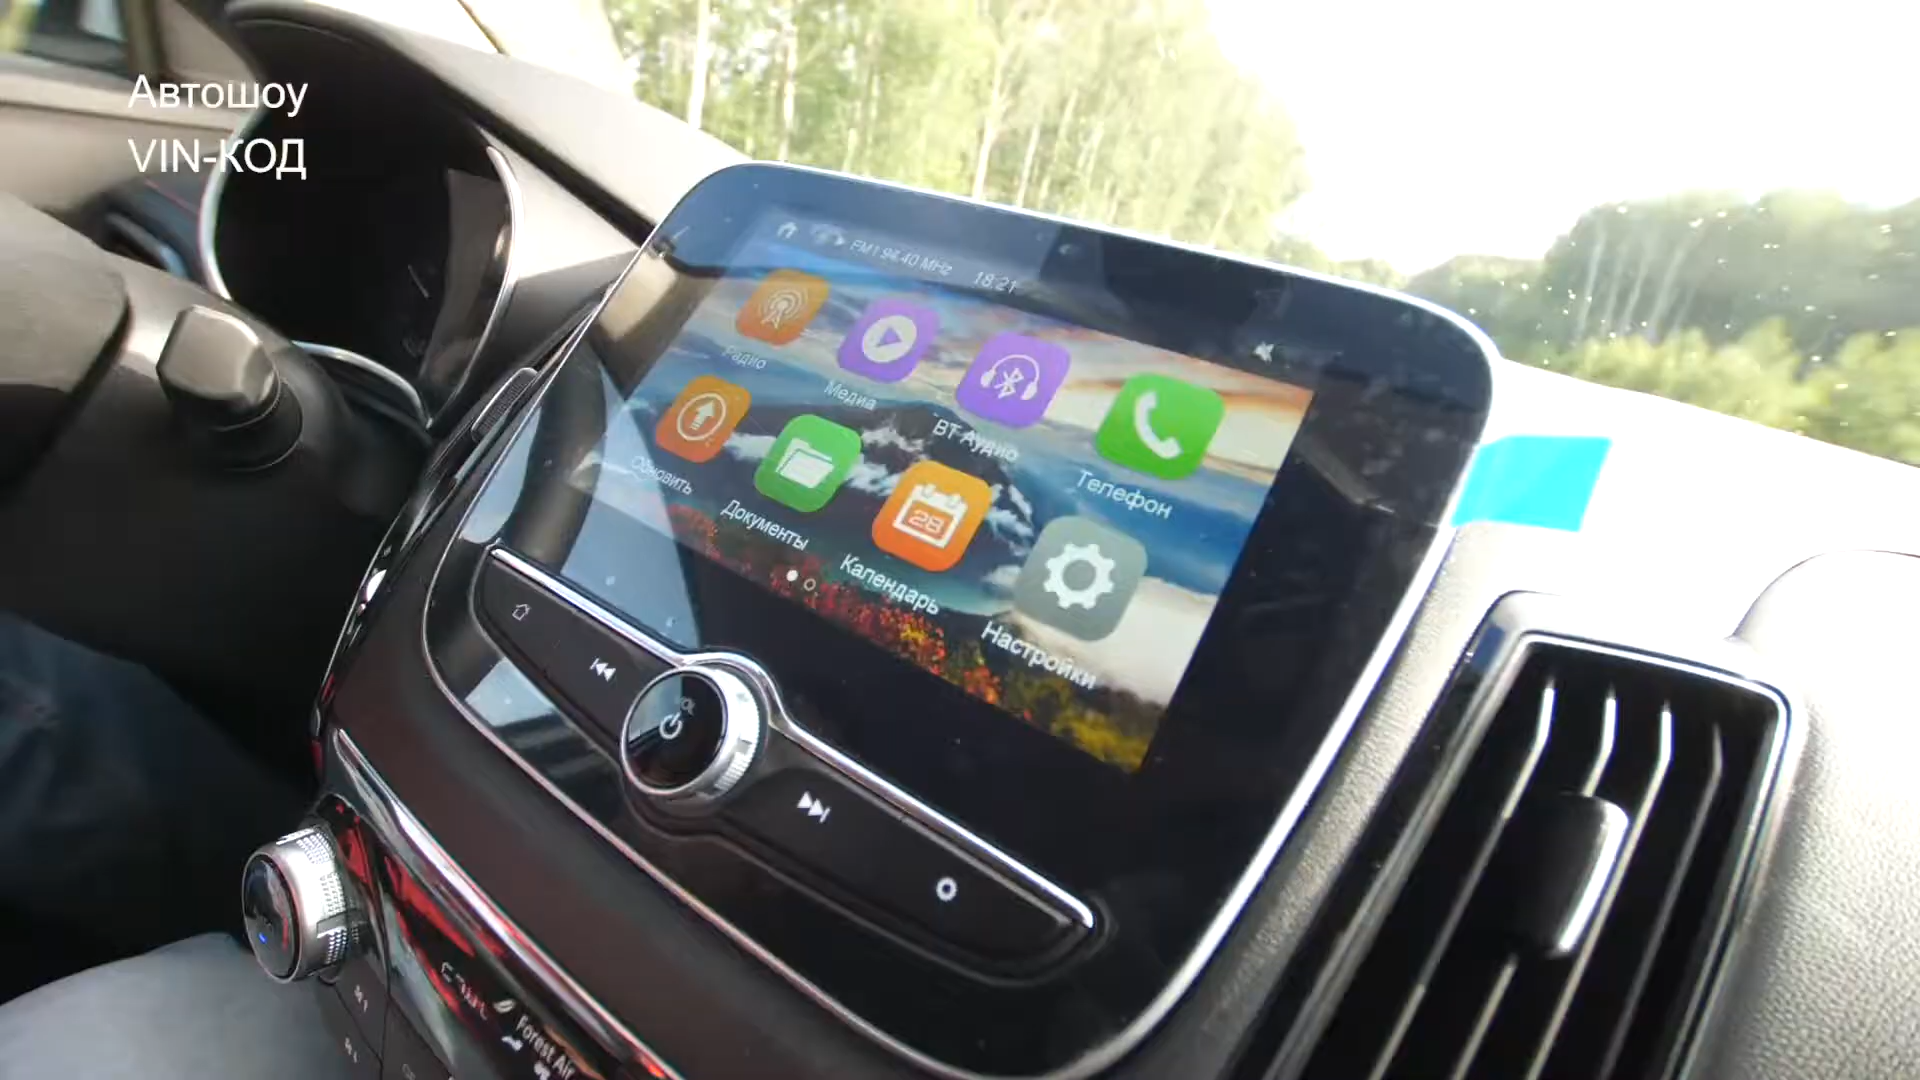 Автошоу
VIN-КОД
FM1 94.40 MHz 18:21
Радио
Медиа
BT Аудио
Телефон
Обновить
Документы
28
Календарь
Настройки
VOL
Forest Air